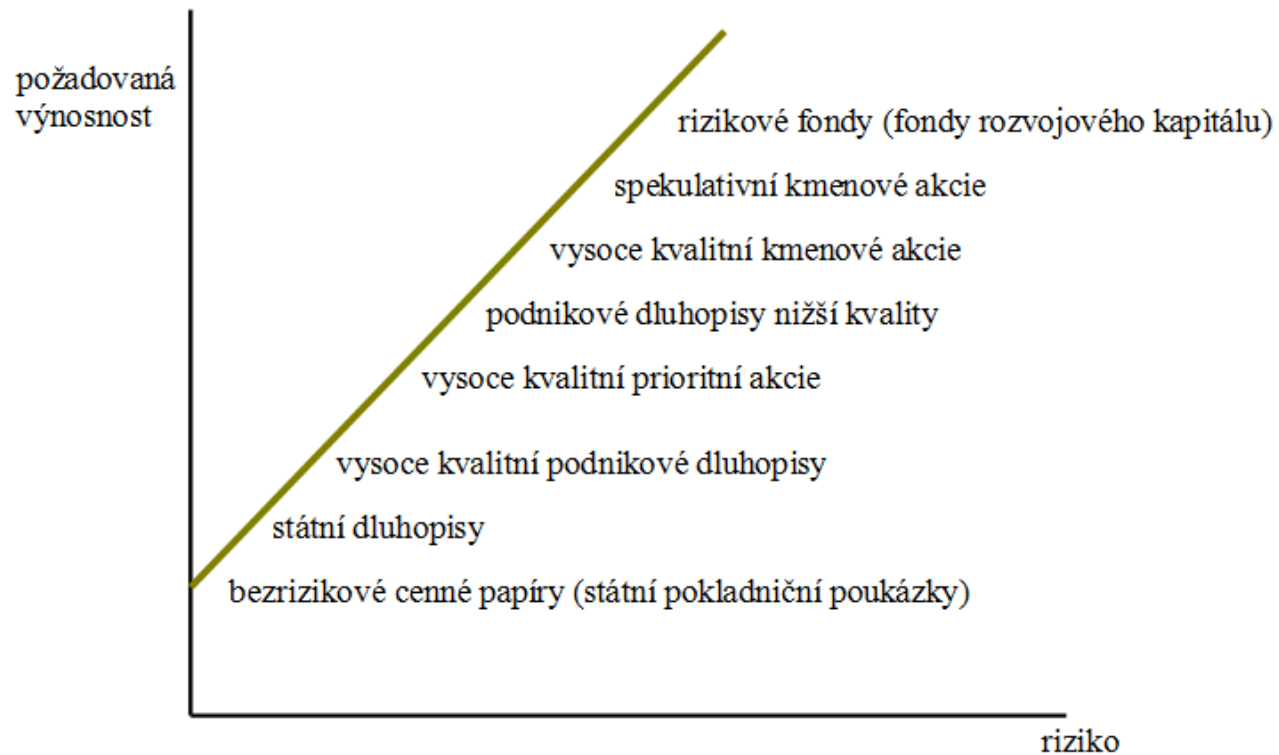 požadovaná
výnosnost
rizikové fondy (fondy rozvojového kapitálu)
spekulativní kmenové akcie
vysoce kvalitní kmenové akcie
podnikové dluhopisy nižší kvality
vysoce kvalitní prioritní akcie
vysoce kvalitní podnikové dluhopisy
státní dluhopisy
bezrizikové cenné papíry (státní pokladniční poukázky)
riziko